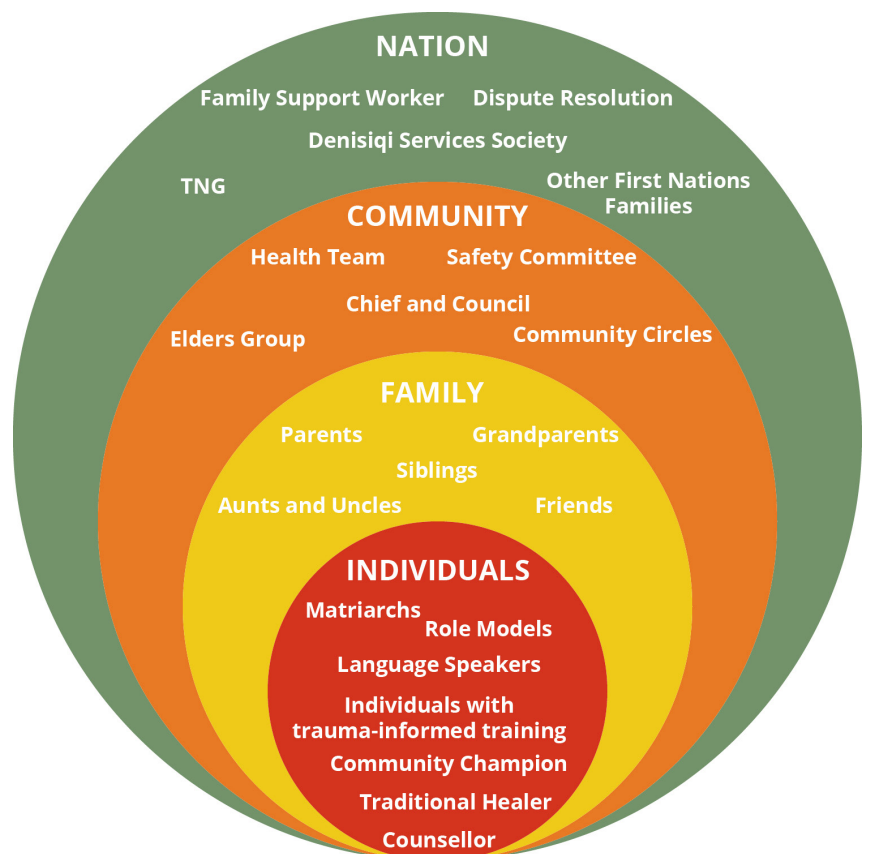 NATION
Family Support Worker Dispute Resolution
Denisiqi Services Society
TNG
Other First Nations
Families
COMMUNITY
Health Team Safety Committee
Chief and Council
Elders Group Community Circles
FAMILY
Parents Grandparents
Siblings
Aunts and Uncles Friends
INDIVIDUALS
Matriarchs
Role Models
Language Speakers
Individuals with
trauma-informed training
Community Champion
Traditional Healer
Counsellor